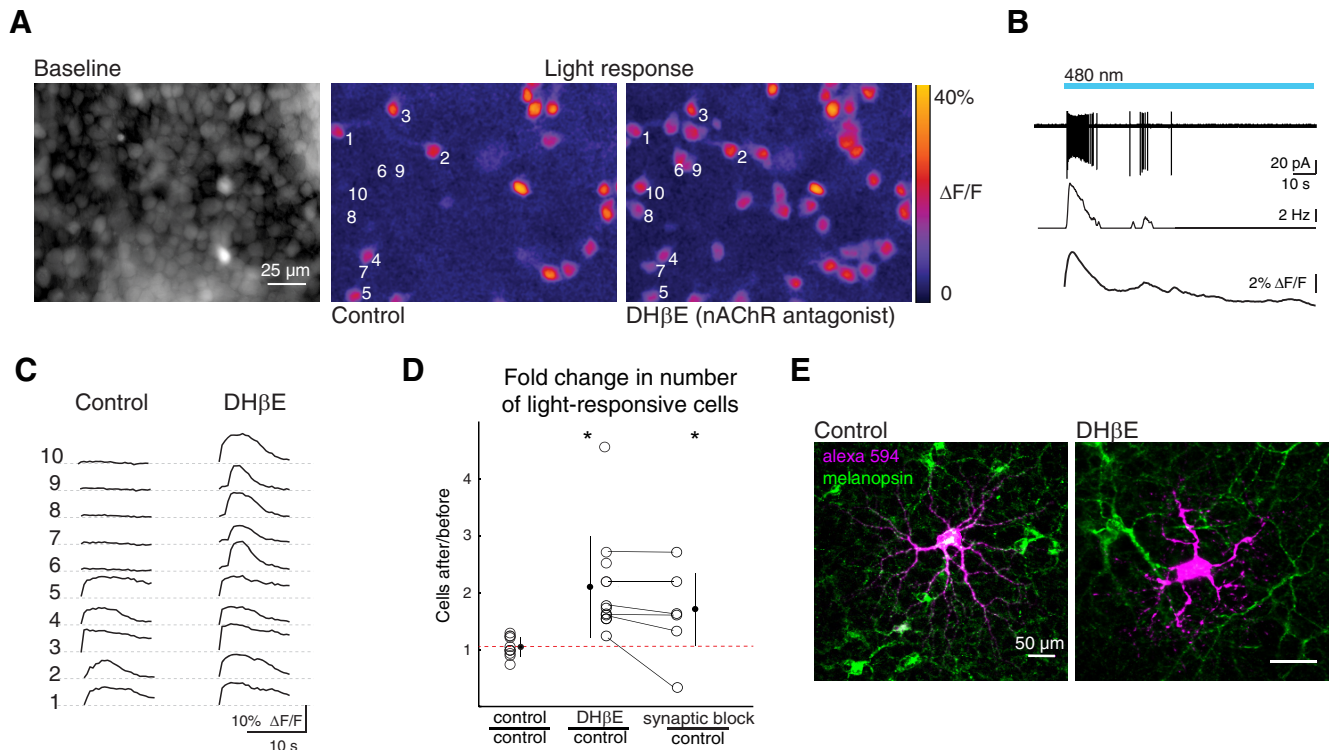 A
Baseline
Light response
25 µm
1
3
2
6 9
10
8
4
7
5
Control
1
3
2
6 9
10
8
4
7
5
DHβE (nAChR antagonist)
40%
ΔF/F
0
B
480 nm
20 pA
10 s
2 Hz
2% ΔF/F
C
Control DHβE
10
9
8
7
6
5
4
3
2
1
10% ΔF/F
10 s
D
Fold change in number
of light-responsive cells
* *
Cells after/before
4
3
2
1
control
control
DHβE
control
synaptic block
control
E
Control
alexa 594
melanopsin
50 µm
DHβE